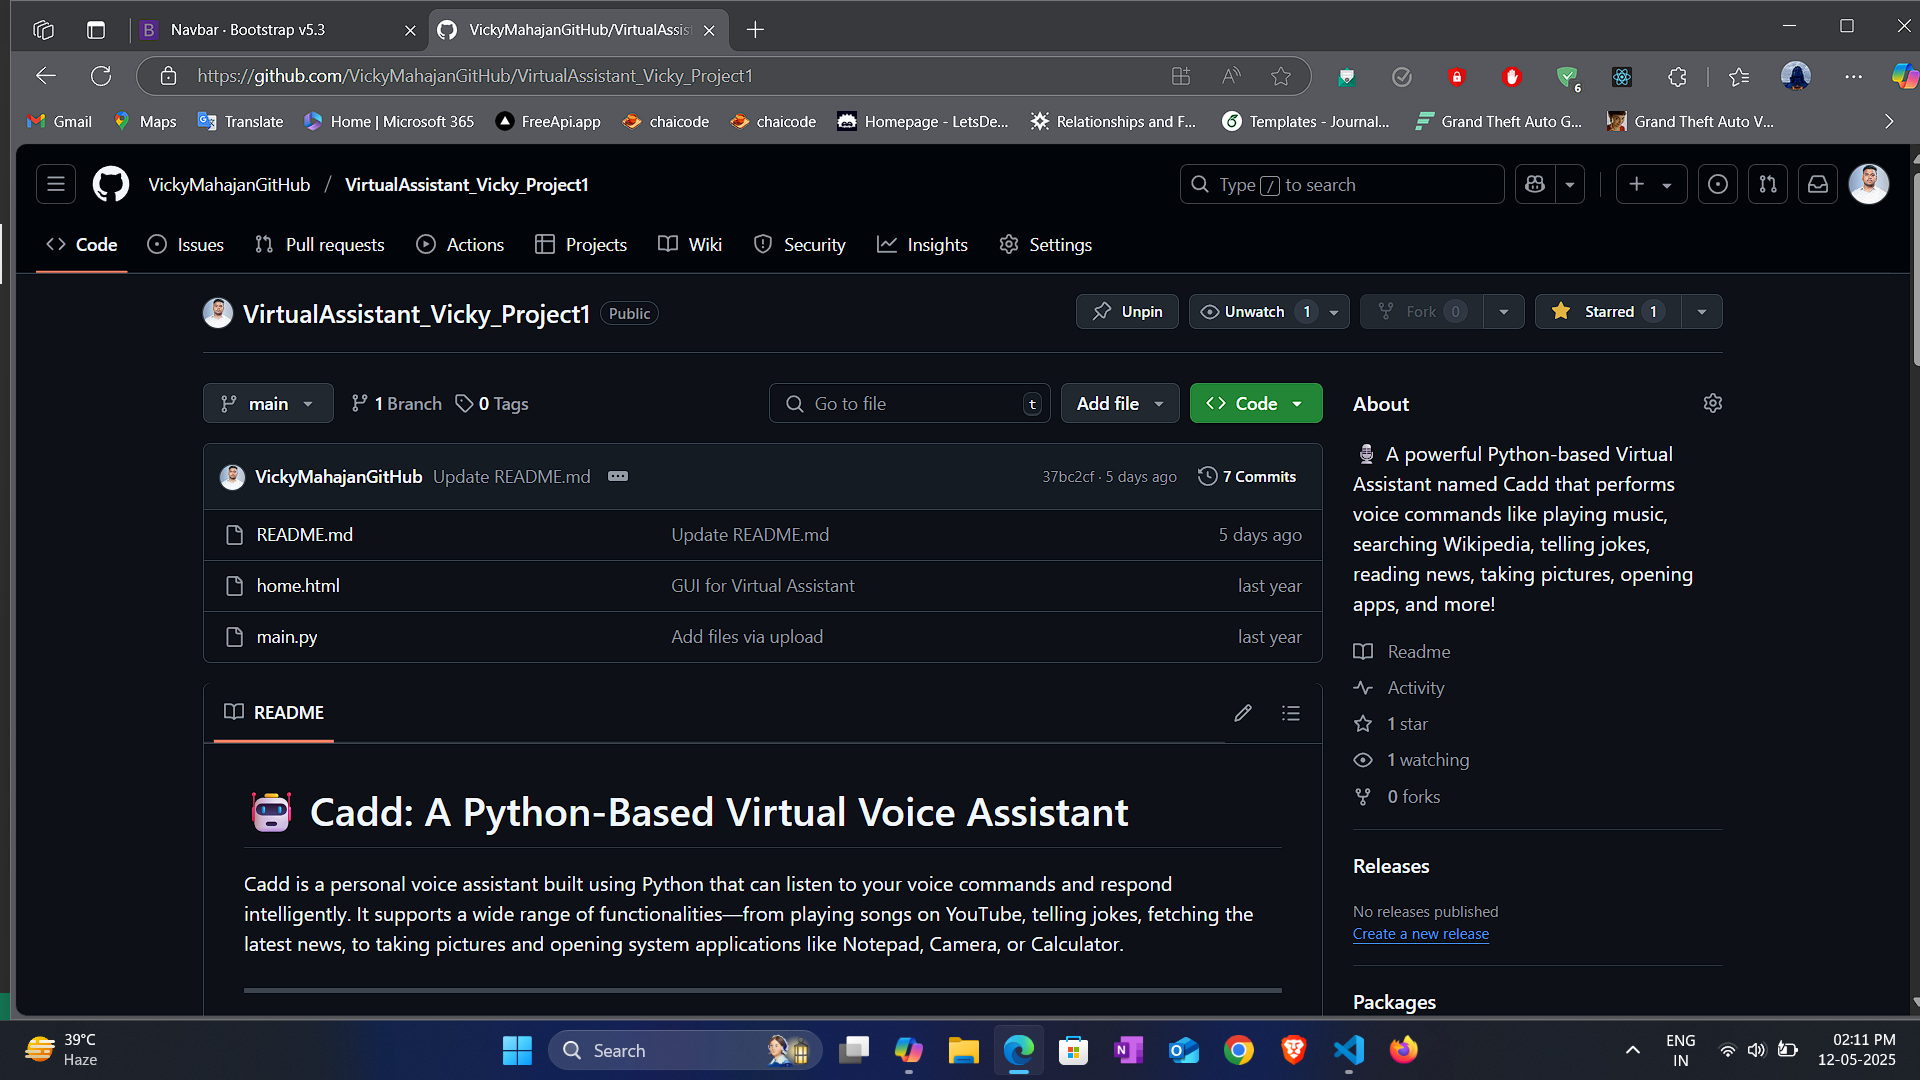 Navbar · Bootstrap v5.3
VickyMahajanGitHub/VirtualAssis
https://github.com/VickyMahajanGitHub/VirtualAssistant_Vicky_Project1
6
Gmail
Maps
Translate
Home | Microsoft 365
FreeApi.app
chaicode
chaicode
Homepage - LetsDe...
Relationships and F...
Templates - Journal...
Grand Theft Auto G...
Grand Theft Auto V...
VickyMahajanGitHub / VirtualAssistant_Vicky_Project1
Type / to search
Code
Issues
Pull requests
Actions
Projects
Wiki
Security
Insights
Settings
VirtualAssistant_Vicky_Project1 Public
Unpin
Unwatch 1
Fork 0
Starred 1
main
1 Branch
0 Tags
Go to file t
Add file
Code
VickyMahajanGitHub Update README.md
37bc2cf · 5 days ago
7 Commits
README.md Update README.md 5 days ago
home.html GUI for Virtual Assistant last year
main.py Add files via upload last year
README
Cadd: A Python-Based Virtual Voice Assistant
Cadd is a personal voice assistant built using Python that can listen to your voice commands and respond
intelligently. It supports a wide range of functionalities—from playing songs on YouTube, telling jokes, fetching the
latest news, to taking pictures and opening system applications like Notepad, Camera, or Calculator.
About
A powerful Python-based Virtual
Assistant named Cadd that performs
voice commands like playing music,
searching Wikipedia, telling jokes,
reading news, taking pictures, opening
apps, and more!
Readme
Activity
1 star
1 watching
0 forks
Releases
No releases published
Create a new release
Packages
39°C
Haze
Search
ENG
IN
02:11 PM
12-05-2025